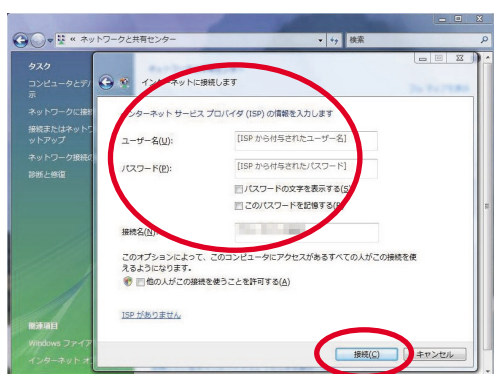 « ネットワークと共有センター
検索
タスク
コンピュータとデバ
示
ネットワークに接続
接続またはネットワ
ットアップ
ネットワーク接続の
診断と修復
インターネットに接続します
インターネット サービス プロバイダ (ISP) の情報を入力します
ユーザー名(U):
[ISP から付与されたユーザー名]
パスワード(P):
[ISP から付与されたパスワード]
パスワードの文字を表示する(S)
このパスワードを記憶する(R)
接続名(N):
このオプションによって、このコンピュータにアクセスがあるすべての人がこの接続を使
えるようになります。
他の人がこの接続を使うことを許可する(A)
ISP がありません
関連項目
Windows ファイア
インターネット オ
接続(C)
キャンセル